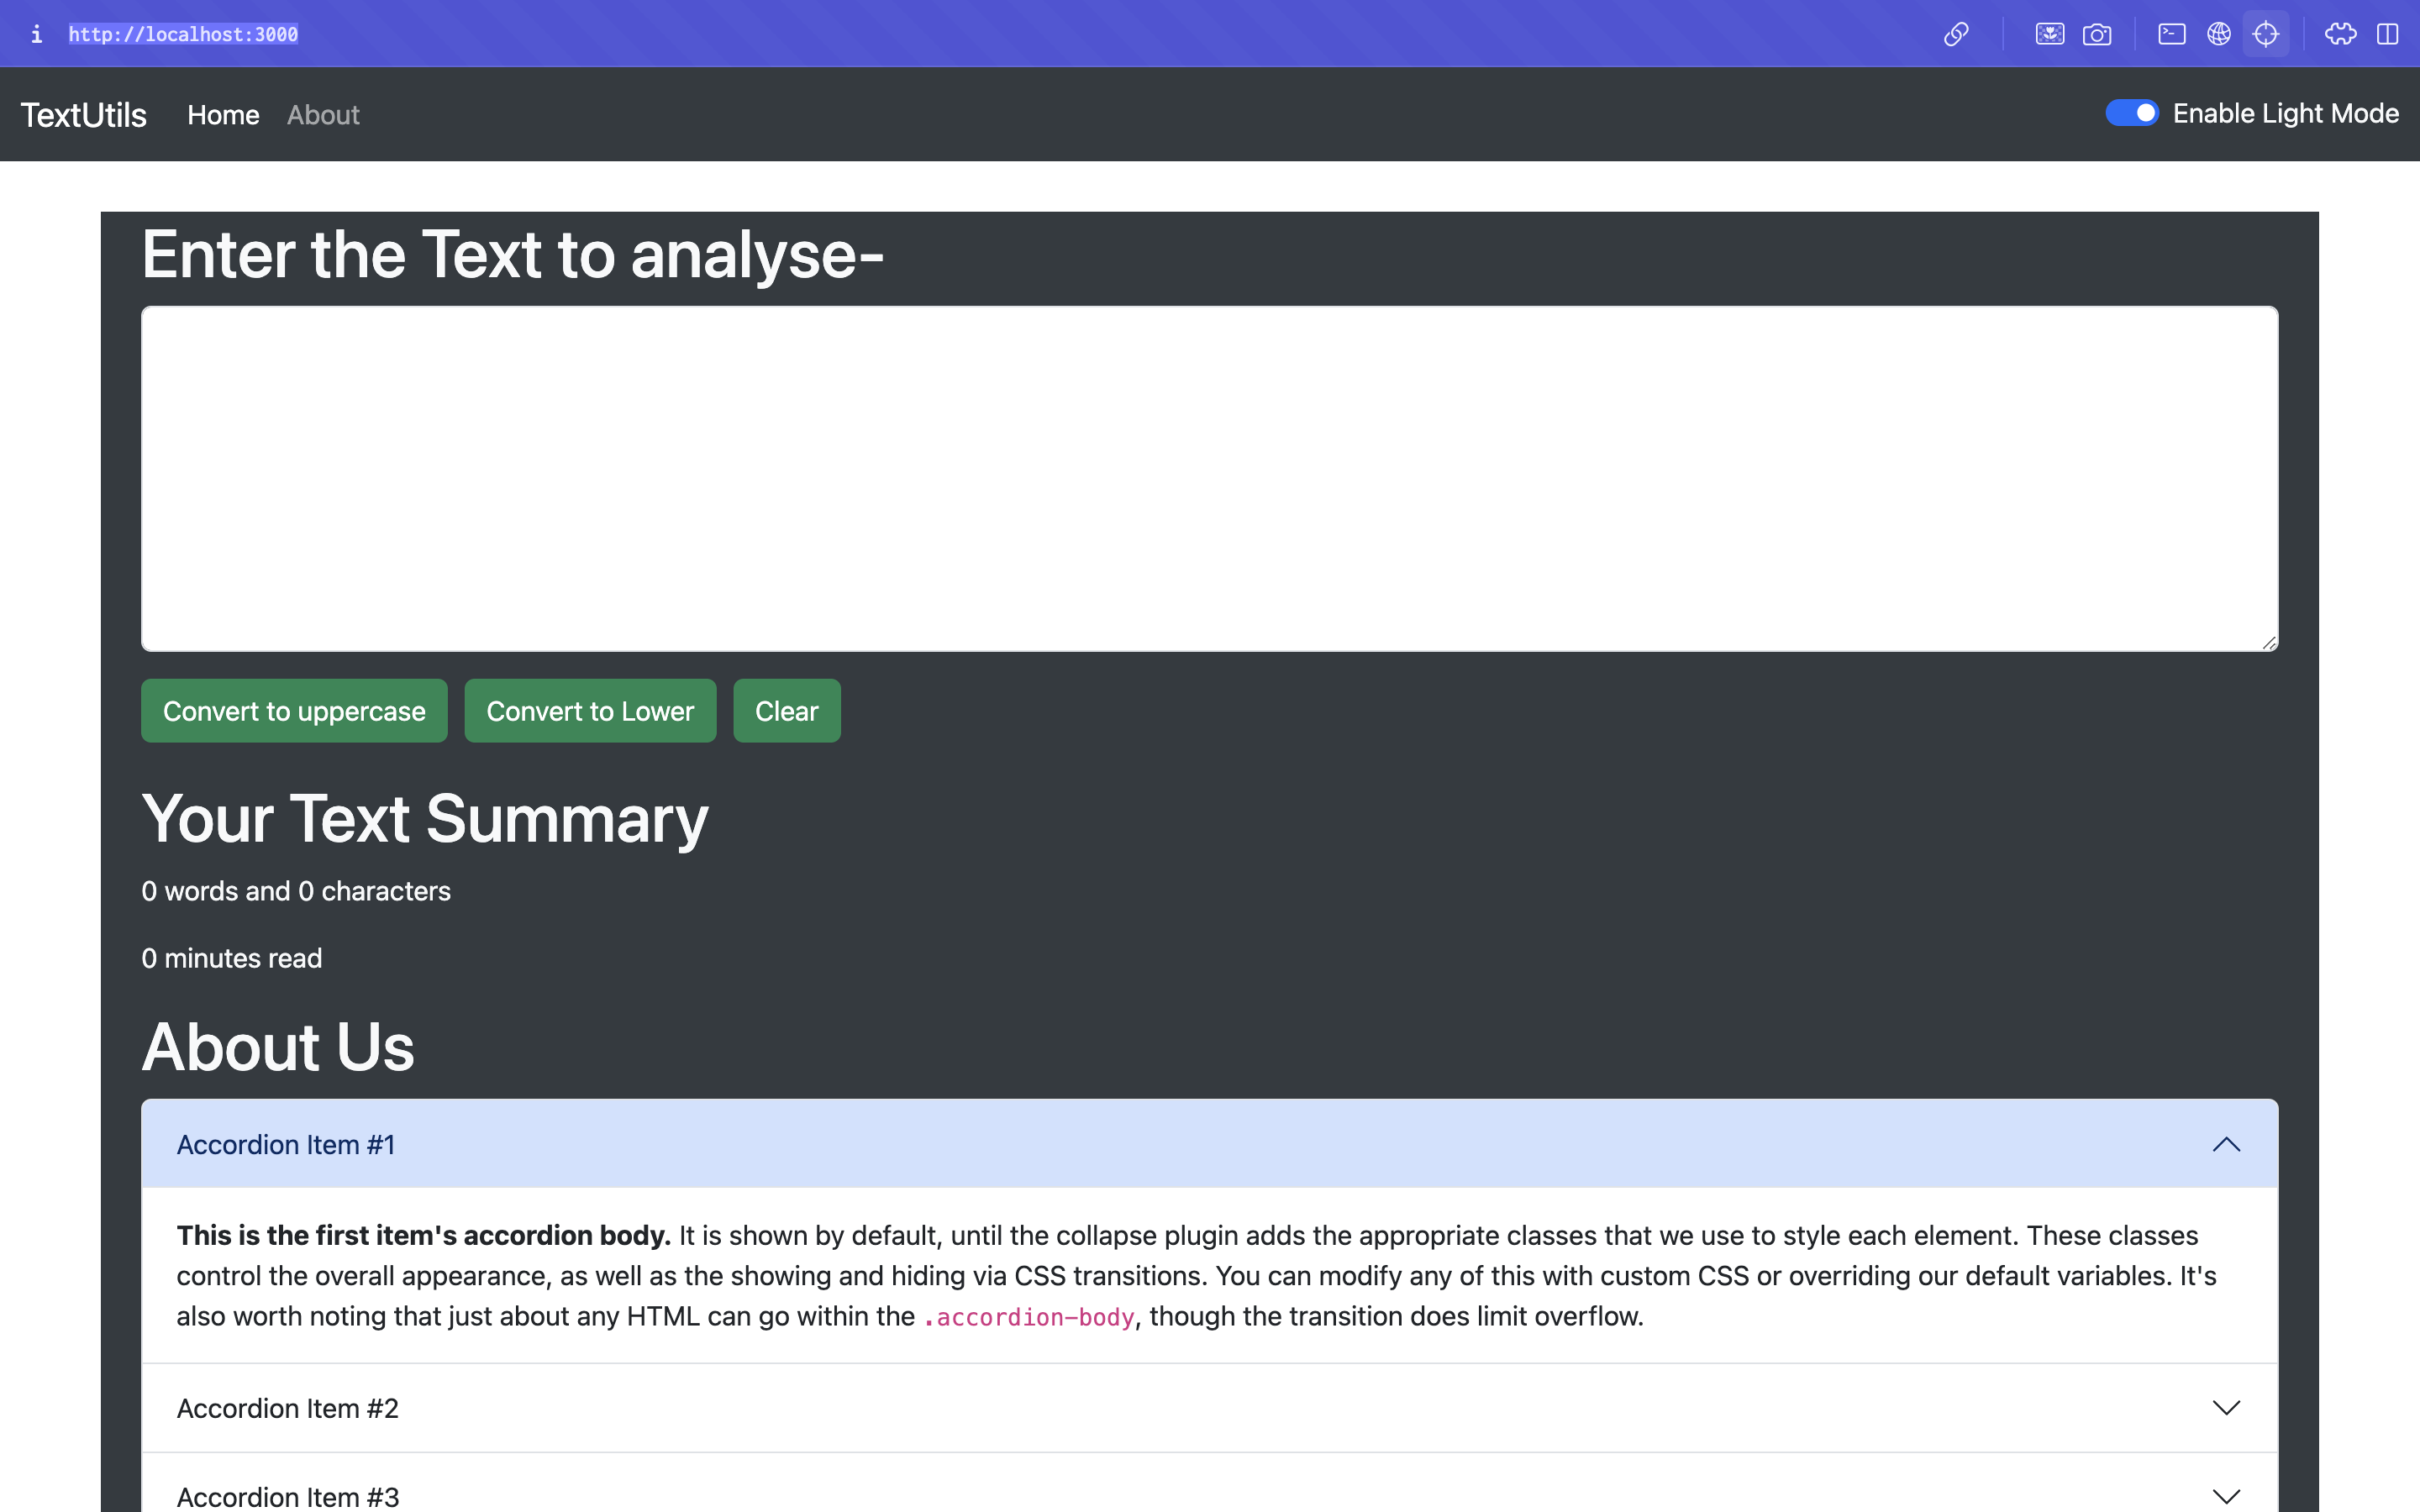 http://localhost:3000
TextUtils Home About Enable Light Mode
Enter the Text to analyse-
Convert to uppercase Convert to Lower Clear
Your Text Summary
0 words and 0 characters
0 minutes read
About Us
Accordion Item #1
This is the first item's accordion body. It is shown by default, until the collapse plugin adds the appropriate classes that we use to style each element. These classes
control the overall appearance, as well as the showing and hiding via CSS transitions. You can modify any of this with custom CSS or overriding our default variables. It's
also worth noting that just about any HTML can go within the .accordion-body, though the transition does limit overflow.
Accordion Item #2
Accordion Item #3